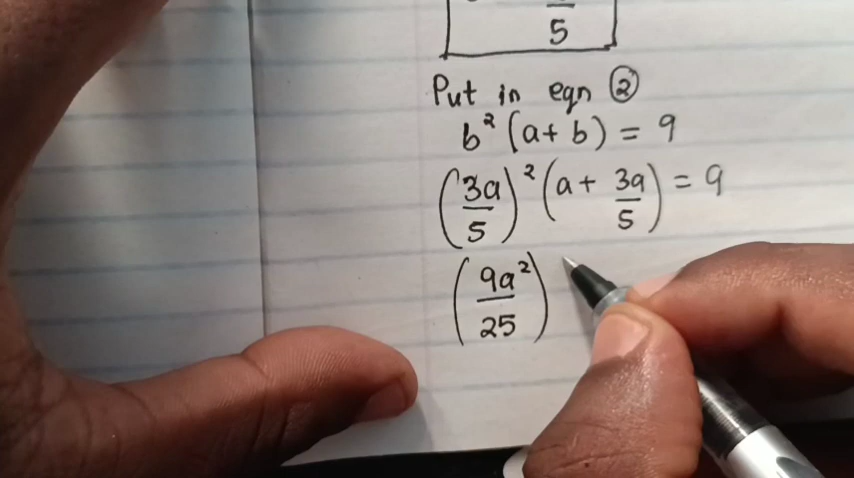 5
Put in eqn ②
b²(a + b) = 9
(3a/5)²(a + 3a/5) = 9
(9a²/25)